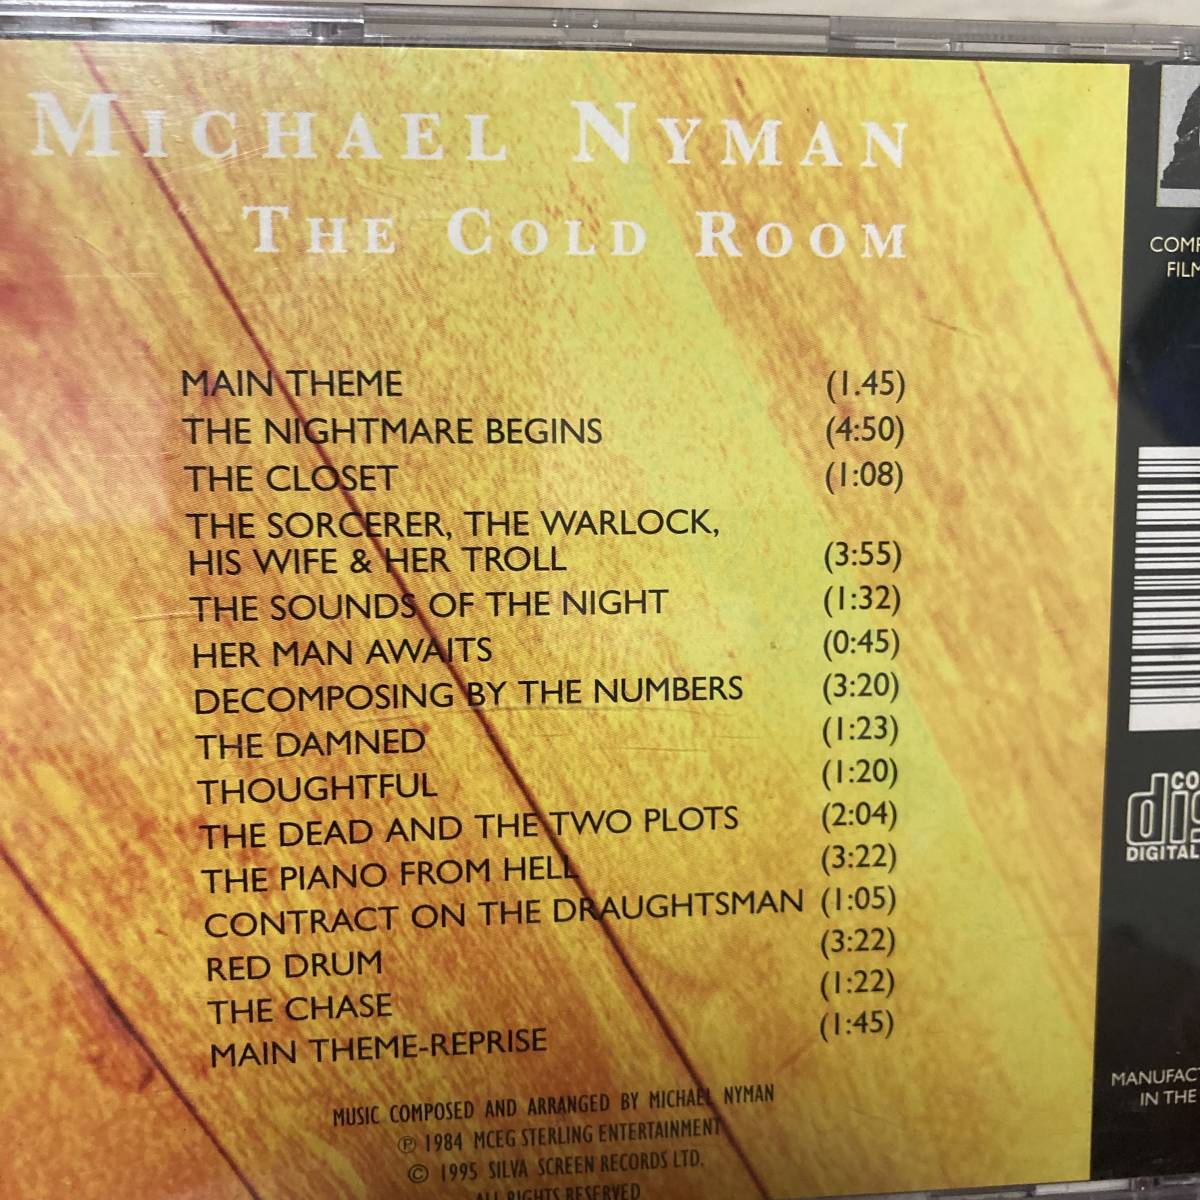 MICHAEL NYMAN
THE COLD ROOM
MAIN THEME (1.45)
THE NIGHTMARE BEGINS (4:50)
THE CLOSET (1:08)
THE SORCERER, THE WARLOCK,
HIS WIFE & HER TROLL (3:55)
THE SOUNDS OF THE NIGHT (1:32)
HER MAN AWAITS (0:45)
DECOMPOSING BY THE NUMBERS (3:20)
THE DAMNED (1:23)
THOUGHTFUL (1:20)
THE DEAD AND THE TWO PLOTS (2:04)
THE PIANO FROM HELL (3:22)
CONTRACT ON THE DRAUGHTSMAN (1:05)
RED DRUM (3:22)
THE CHASE (1:22)
MAIN THEME-REPRISE (1:45)
MUSIC COMPOSED AND ARRANGED BY MICHAEL NYMAN
℗ 1984 MCEG STERLING ENTERTAINMENT
© 1995 SILVA SCREEN RECORDS LTD.
ALL RIGHTS RESERVED
DIGITAL
IN THE